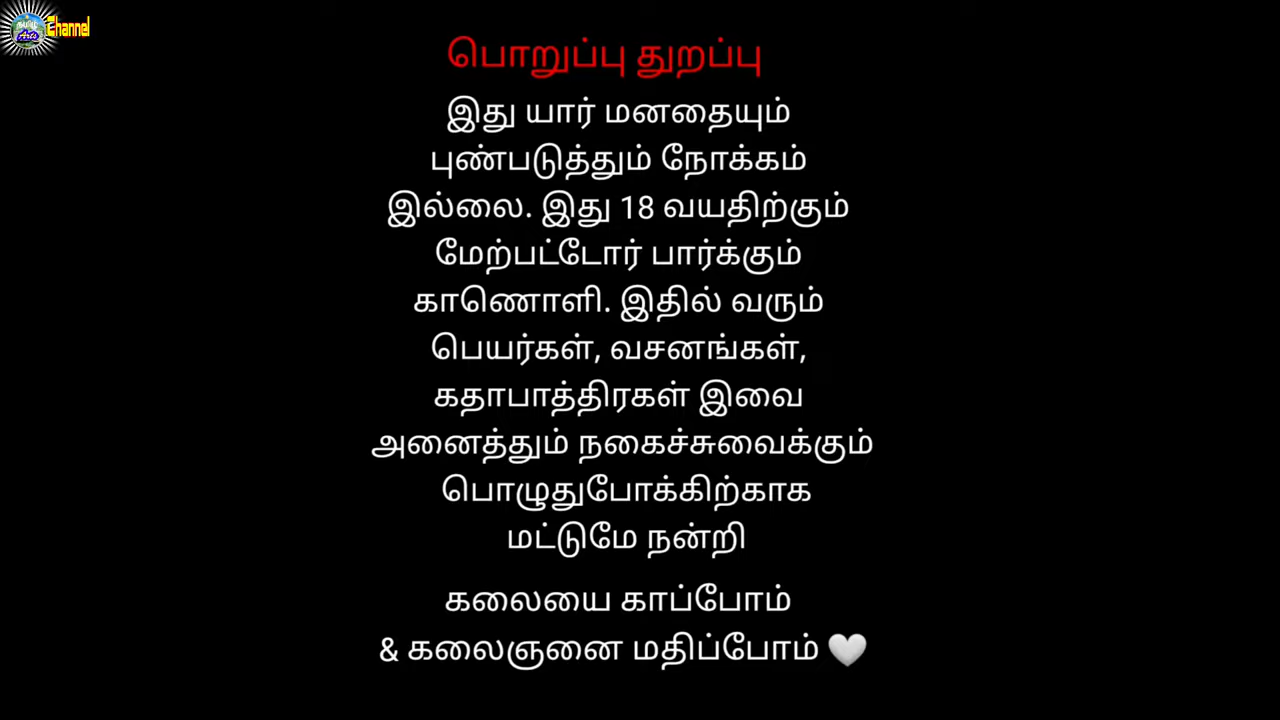 Channel
Arts
பொறுப்பு துறப்பு
இது யார் மனதையும்
புண்படுத்தும் நோக்கம்
இல்லை. இது 18 வயதிற்கும்
மேற்பட்டோர் பார்க்கும்
காணொளி. இதில் வரும்
பெயர்கள், வசனங்கள்,
கதாபாத்திரகள் இவை
அனைத்தும் நகைச்சுவைக்கும்
பொழுதுபோக்கிற்காக
மட்டுமே நன்றி
கலையை காப்போம்
& கலைஞனை மதிப்போம் 🤍